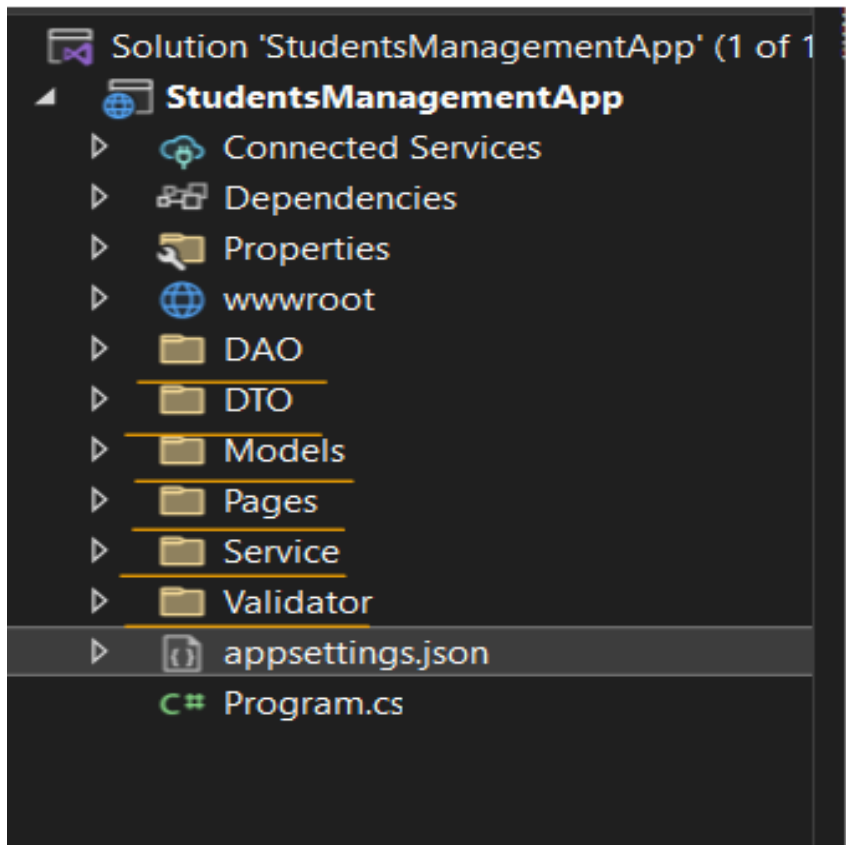 Solution 'StudentsManagementApp' (1 of 1
StudentsManagementApp
Connected Services
Dependencies
Properties
wwwroot
DAO
DTO
Models
Pages
Service
Validator
appsettings.json
C# Program.cs